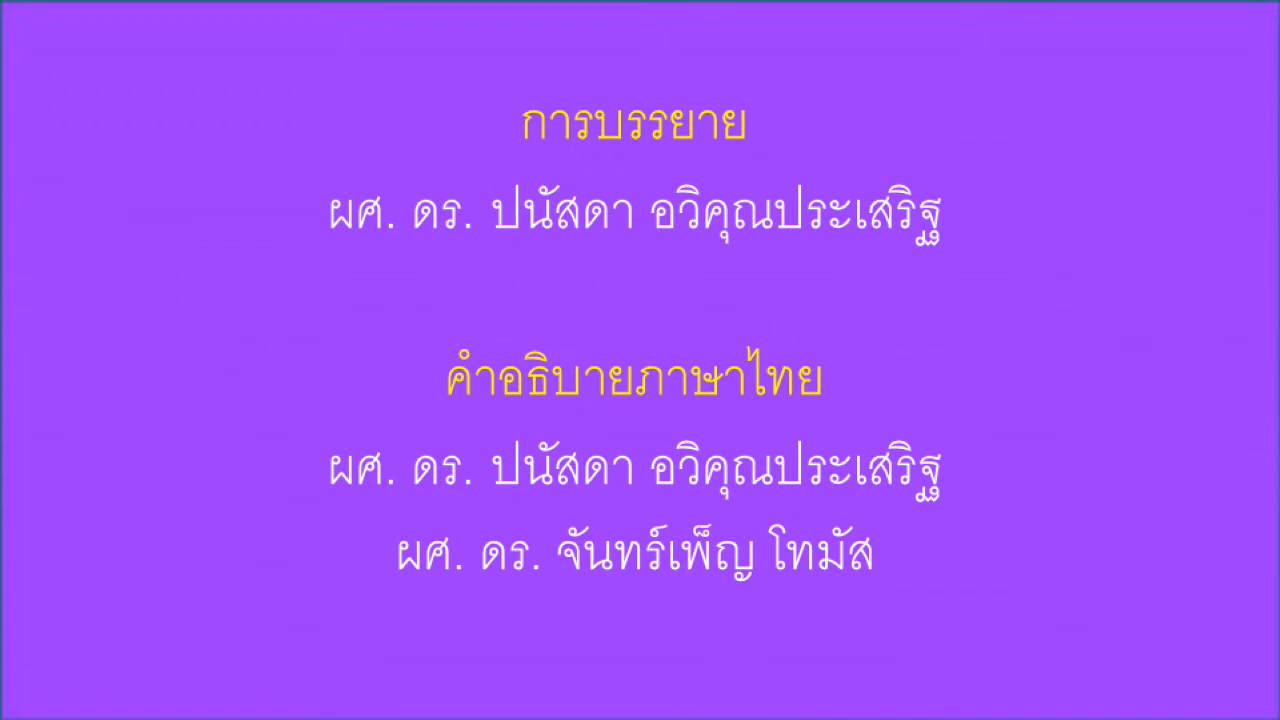 การบรรยาย
ผศ. ดร. ปนัสดา อวิคุณประเสริฐ
คำอธิบายภาษาไทย
ผศ. ดร. ปนัสดา อวิคุณประเสริฐ
ผศ. ดร. จันทร์เพ็ญ โทมัส